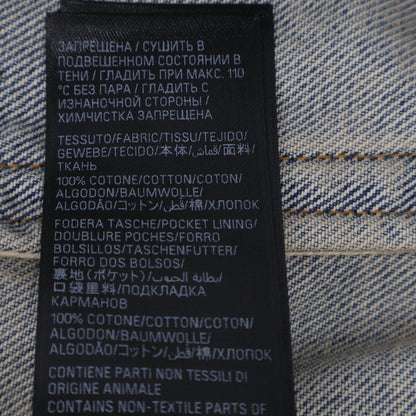 ЗАПРЕЩЕНА / СУШИТЬ В
ПОДВЕШЕННОМ СОСТОЯНИИ В
ТЕНИ / ГЛАДИТЬ ПРИ МАКС. 110
°C БЕЗ ПАРА / ГЛАДИТЬ С
ИЗНАНОЧНОЙ СТОРОНЫ /
ХИМЧИСТКА ЗАПРЕЩЕНА
TESSUTO/FABRIC/TISSU/TEJIDO/
GEWEBE/TECIDO/本体/قماش/面料/
ТКАНЬ
100% COTONE/COTTON/COTON/
ALGODON/BAUMWOLLE/
ALGODÃO/コットン/قطن/棉/ХЛОПОК
FODERA TASCHE/POCKET LINING/
DOUBLURE POCHES/FORRO
BOLSILLOS/TASCHENFUTTER/
FORRO DOS BOLSOS/
裏地(ポケット)/بطانة الجيوب/
口袋里料/ПОДКЛАДКА
КАРМАНОВ
100% COTONE/COTTON/COTON/
ALGODON/BAUMWOLLE/
ALGODÃO/コットン/قطن/棉/ХЛОПОК
CONTIENE PARTI NON TESSILI DI
ORIGINE ANIMALE
CONTAINS NON-TEXTILE PARTS OF